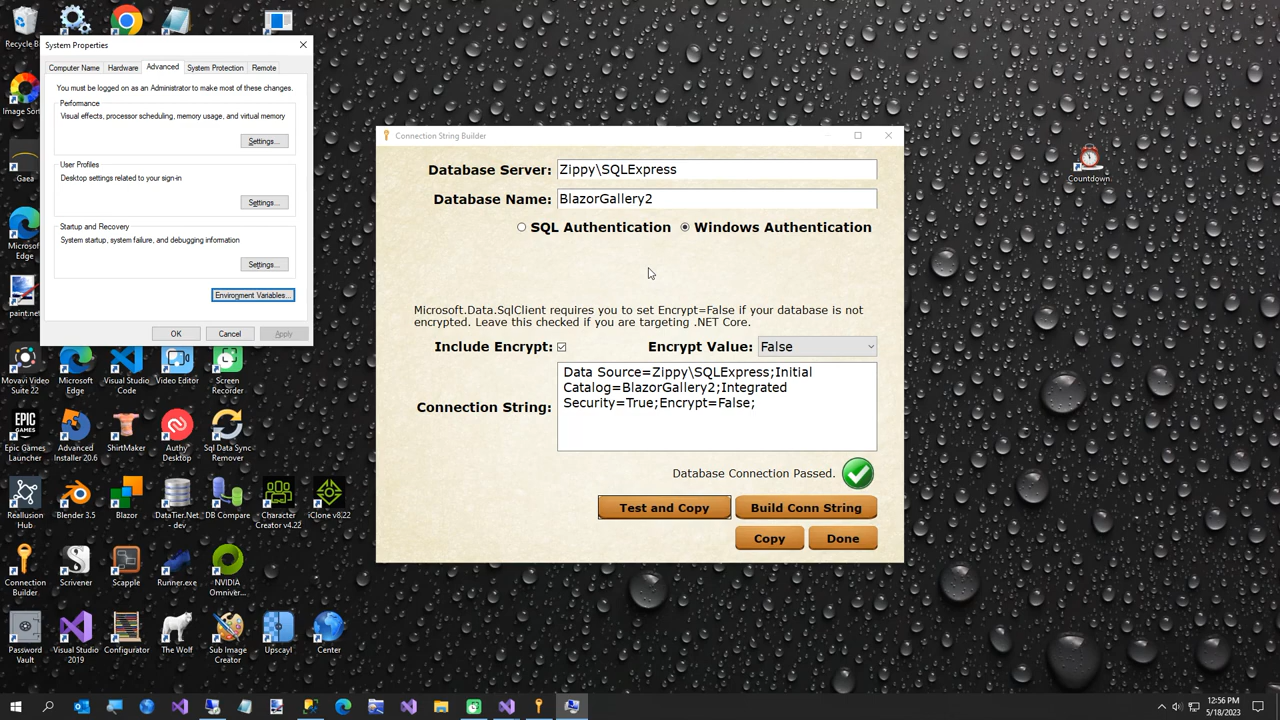 Recycle Bi
System Properties
Computer Name
Hardware
Advanced
System Protection
Remote
You must be logged on as an Administrator to make most of these changes.
Performance
Visual effects, processor scheduling, memory usage, and virtual memory
Settings...
User Profiles
Desktop settings related to your sign-in
Settings...
Startup and Recovery
System startup, system failure, and debugging information
Settings...
Environment Variables...
OK
Cancel
Apply
Image Sor
Gaea
Microsof
Edge
paint.net
Connection String Builder
Database Server:
Zippy\SQLExpress
Database Name:
BlazorGallery2
SQL Authentication
Windows Authentication
Microsoft.Data.SqlClient requires you to set Encrypt=False if your database is not
encrypted. Leave this checked if you are targeting .NET Core.
Include Encrypt:
Encrypt Value:
False
Connection String:
Data Source=Zippy\SQLExpress;Initial
Catalog=BlazorGallery2;Integrated
Security=True;Encrypt=False;
Database Connection Passed.
Test and Copy
Build Conn String
Copy
Done
Countdown
Movavi Video
Suite 22
Microsoft
Edge
Visual Studio
Code
Video Editor
Screen
Recorder
EPIC
GAMES
Epic Games
Launcher
Advanced
Installer 20.6
ShirtMaker
Authy
Desktop
Sql Data Sync
Remover
Reallusion
Hub
Blender 3.5
Blazor
DataTier.Net
- dev
DB Compare
Character
Creator v4.22
iClone v8.22
Connection
Builder
Scrivener
Scapple
Runner.exe
NVIDIA
Omniver...
Password
Vault
Visual Studio
2019
Configurator
The Wolf
Sub Image
Creator
Upscayl
Center
12:56 PM
5/18/2023